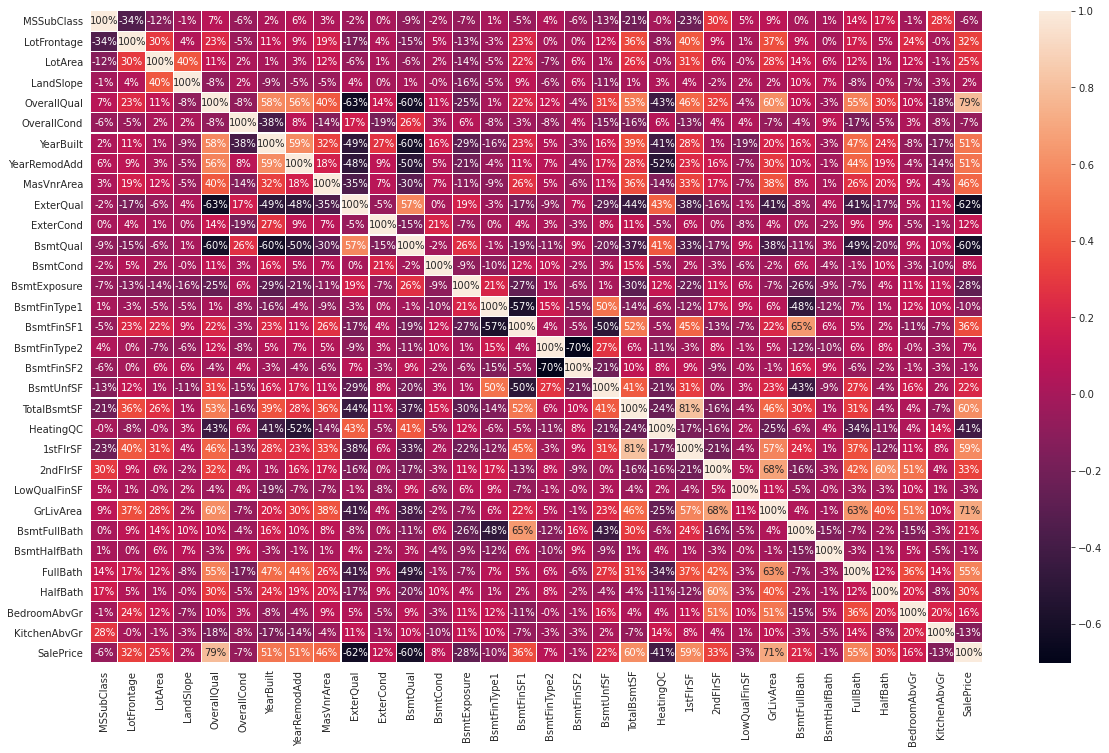 MSSubClass 100% -34% -12% -1% 7% -6% 2% 6% 3% -2% 0% -9% -2% -7% 1% -5% 4% -6% -13% -21% -0% -23% 30% 5% 9% 0% 1% 14% 17% -1% 28% -6%
LotFrontage -34% 100% 30% 4% 23% -5% 11% 9% 19% -17% 4% -15% 5% -13% -3% 23% 0% 0% 12% 36% -8% 40% 9% 1% 37% 9% 0% 17% 5% 24% -0% 32%
LotArea -12% 30% 100% 40% 11% 2% 1% 3% 12% -6% 1% -6% 2% -14% -5% 22% -7% 6% 1% 26% -0% 31% 6% -0% 28% 14% 6% 12% 1% 12% -1% 25%
LandSlope -1% 4% 40% 100% -8% 2% -9% -5% -5% 4% 0% 1% -0% -16% -5% 9% -6% 6% -11% 1% 3% 4% -2% 2% 2% 10% 7% -8% -0% -7% -3% 2%
OverallQual 7% 23% 11% -8% 100% -8% 58% 56% 40% -63% 14% -60% 11% -25% 1% 22% 12% -4% 31% 53% -43% 46% 32% -4% 60% 10% -3% 55% 30% 10% -18% 79%
OverallCond -6% -5% 2% 2% -8% 100% -38% 8% -14% 17% -19% 26% 3% 6% -8% -3% -8% 4% -15% -16% 6% -13% 4% 4% -7% -4% 9% -17% -5% 3% -8% -7%
YearBuilt 2% 11% 1% -9% 58% -38% 100% 59% 32% -49% 27% -60% 16% -29% -16% 23% 5% -3% 16% 39% -41% 28% 1% -19% 20% 16% -3% 47% 24% -8% -17% 51%
YearRemodAdd 6% 9% 3% -5% 56% 8% 59% 100% 18% -48% 9% -50% 5% -21% -4% 11% 7% -4% 17% 28% -52% 23% 16% -7% 30% 10% -1% 44% 19% -4% -14% 51%
MasVnrArea 3% 19% 12% -5% 40% -14% 32% 18% 100% -35% 7% -30% 7% -11% -9% 26% 5% -6% 11% 36% -14% 33% 17% -7% 38% 8% 1% 26% 20% 9% -4% 46%
ExterQual -2% -17% -6% 4% -63% 17% -49% -48% -35% 100% -5% 57% 0% 19% -3% -17% -9% 7% -29% -44% 43% -38% -16% -1% -41% -8% 4% -41% -17% 5% 11% -62%
ExterCond 0% 4% 1% 0% 14% -19% 27% 9% 7% -5% 100% -15% 21% -7% 0% 4% 3% -3% 8% 11% -5% 6% 0% -8% 4% 0% -2% 9% 9% -5% -1% 12%
BsmtQual -9% -15% -6% 1% -60% 26% -60% -50% -30% 57% -15% 100% -2% 26% -1% -19% -11% 9% -20% -37% 41% -33% -17% 9% -38% -11% 3% -49% -20% 9% 10% -60%
BsmtCond -2% 5% 2% -0% 11% 3% 16% 5% 7% 0% 21% -2% 100% -9% -10% 12% 10% -2% 3% 15% -5% 2% -3% -6% -2% 6% -4% -1% 10% -3% -10% 8%
BsmtExposure -7% -13% -14% -16% -25% 6% -29% -21% -11% 19% -7% 26% -9% 100% 21% -27% 1% -6% 1% -30% 12% -22% 11% 6% -7% -26% -9% -7% 4% 11% 11% -28%
BsmtFinType1 1% -3% -5% -5% 1% -8% -16% -4% -9% -3% 0% -1% -10% 21% 100% -57% 15% -15% 50% -14% -6% -12% 17% 9% 6% -48% -12% 7% 1% 12% 10% -10%
BsmtFinSF1 -5% 23% 22% 9% 22% -3% 23% 11% 26% -17% 4% -19% 12% -27% -57% 100% 4% -5% -50% 52% -5% 45% -13% -7% 22% 65% 6% 5% 2% -11% -7% 36%
BsmtFinType2 4% 0% -7% -6% 12% -8% 5% 7% 5% -9% 3% -11% 10% 1% 15% 4% 100% -70% 27% 6% -11% -3% 8% -1% 5% -12% -10% 6% 8% -0% -3% 7%
BsmtFinSF2 -6% 0% 6% 6% -4% 4% -3% -4% -6% 7% -3% 9% -2% -6% -15% -5% -70% 100% -21% 10% 8% 9% -9% -0% -1% 16% 9% -6% -2% -1% -3% -1%
BsmtUnfSF -13% 12% 1% -11% 31% -15% 16% 17% 11% -29% 8% -20% 3% 1% 50% -50% 27% -21% 100% 41% -21% 31% 0% 3% 23% -43% -9% 27% -4% 16% 2% 22%
TotalBsmtSF -21% 36% 26% 1% 53% -16% 39% 28% 36% -44% 11% -37% 15% -30% -14% 52% 6% 10% 41% 100% -24% 81% -16% -4% 46% 30% 1% 31% -4% 4% -7% 60%
HeatingQC -0% -8% -0% 3% -43% 6% -41% -52% -14% 43% -5% 41% -5% 12% -6% -5% -11% 8% -21% -24% 100% -17% -16% 2% -25% -6% 4% -34% -11% 4% 14% -41%
1stFlrSF -23% 40% 31% 4% 46% -13% 28% 23% 33% -38% 6% -33% 2% -22% -12% 45% -3% 9% 31% 81% -17% 100% -21% -4% 57% 24% 1% 37% -12% 11% 8% 59%
2ndFlrSF 30% 9% 6% -2% 32% 4% 1% 16% 17% -16% 0% -17% -3% 11% 17% -13% 8% -9% 0% -16% -16% -21% 100% 5% 68% -16% -3% 42% 60% 51% 4% 33%
LowQualFinSF 5% 1% -0% 2% -4% 4% -19% -7% -7% -1% -8% 9% -6% 6% 9% -7% -1% -0% 3% -4% 2% -4% 5% 100% 11% -5% -0% -3% -3% 10% 1% -3%
GrLivArea 9% 37% 28% 2% 60% -7% 20% 30% 38% -41% 4% -38% -2% -7% 6% 22% 5% -1% 23% 46% -25% 57% 68% 11% 100% 4% -1% 63% 40% 51% 10% 71%
BsmtFullBath 0% 9% 14% 10% 10% -4% 16% 10% 8% -8% 0% -11% 6% -26% -48% 65% -12% 16% -43% 30% -6% 24% -16% -5% 4% 100% -15% -7% -2% -15% -3% 21%
BsmtHalfBath 1% 0% 6% 7% -3% 9% -3% -1% 1% 4% -2% 3% -4% -9% -12% 6% -10% 9% -9% 1% 4% 1% -3% -0% -1% -15% 100% -3% -1% 5% -5% -1%
FullBath 14% 17% 12% -8% 55% -17% 47% 44% 26% -41% 9% -49% -1% -7% 7% 5% 6% -6% 27% 31% -34% 37% 42% -3% 63% -7% -3% 100% 12% 36% 14% 55%
HalfBath 17% 5% 1% -0% 30% -5% 24% 19% 20% -17% 9% -20% 10% 4% 1% 2% 8% -2% -4% -4% -11% -12% 60% -3% 40% -2% -1% 12% 100% 20% -8% 30%
BedroomAbvGr -1% 24% 12% -7% 10% 3% -8% -4% 9% 5% -5% 9% -3% 11% 12% -11% -0% -1% 16% 4% 4% 11% 51% 10% 51% -15% 5% 36% 20% 100% 20% 16%
KitchenAbvGr 28% -0% -1% -3% -18% -8% -17% -14% -4% 11% -1% 10% -10% 11% 10% -7% -3% -3% 2% -7% 14% 8% 4% 1% 10% -3% -5% 14% -8% 20% 100% -13%
SalePrice -6% 32% 25% 2% 79% -7% 51% 51% 46% -62% 12% -60% 8% -28% -10% 36% 7% -1% 22% 60% -41% 59% 33% -3% 71% 21% -1% 55% 30% 16% -13% 100%
MSSubClass LotFrontage LotArea LandSlope OverallQual OverallCond YearBuilt YearRemodAdd MasVnrArea ExterQual ExterCond BsmtQual BsmtCond BsmtExposure BsmtFinType1 BsmtFinSF1 BsmtFinType2 BsmtFinSF2 BsmtUnfSF TotalBsmtSF HeatingQC 1stFlrSF 2ndFlrSF LowQualFinSF GrLivArea BsmtFullBath BsmtHalfBath FullBath HalfBath BedroomAbvGr KitchenAbvGr SalePrice
1.0
0.8
0.6
0.4
0.2
0.0
−0.2
−0.4
−0.6